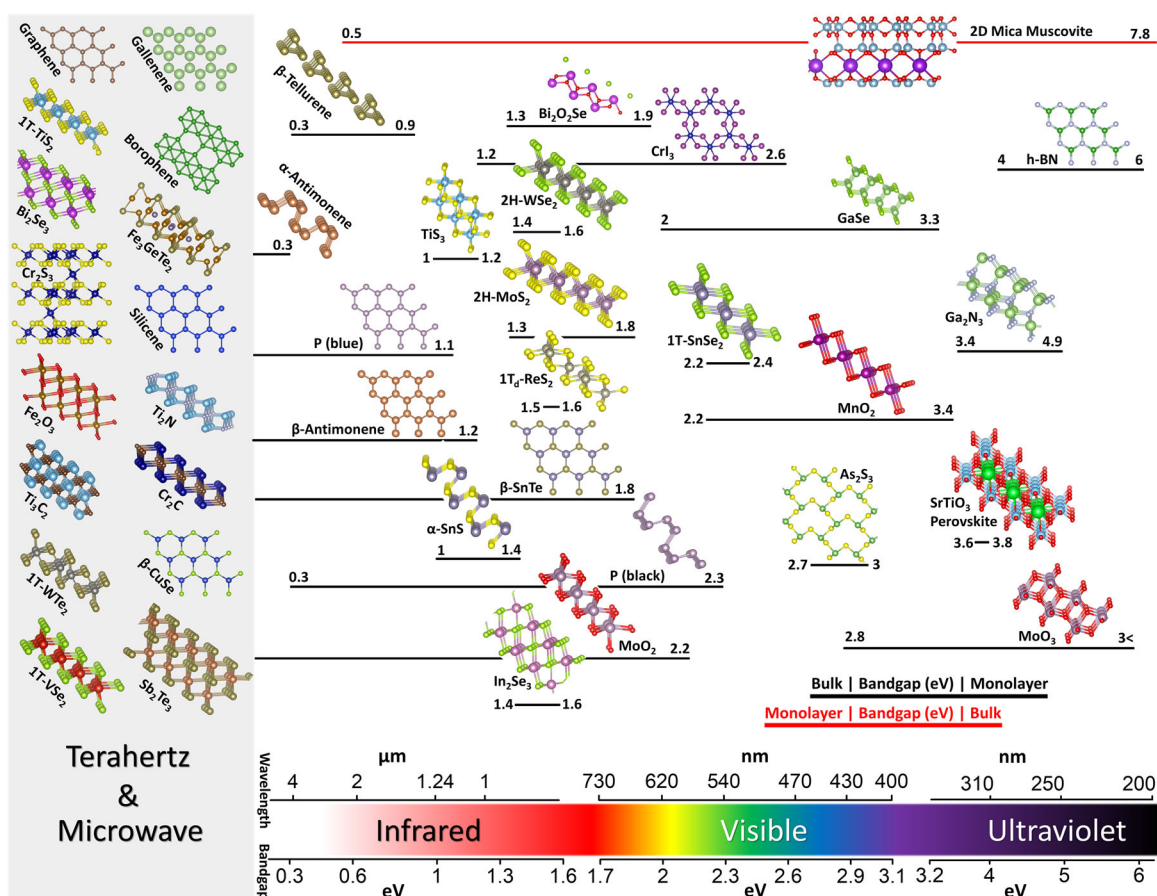 Graphene
Gallenene
1T-TiS2
Borophene
Bi2Se3
Fe3GeTe2
Cr2S3
Silicene
Fe2O3
Ti2N
Ti3C2
Cr2C
1T-WTe2
β-CuSe
1T-VSe2
Sb2Te3
Terahertz
&
Microwave
0.5 2D Mica Muscovite 7.8
β-Tellurene
0.3 0.9
Bi2O2Se
1.3 1.9
CrI3
1.2 2.6
h-BN
4 6
α-Antimonene
0.3
TiS3
1 1.2
2H-WSe2
1.4 1.6
GaSe
2 3.3
2H-MoS2
1.3 1.8
1T-SnSe2
2.2 2.4
Ga2N3
3.4 4.9
P (blue)
1.1
1Td-ReS2
1.5 1.6
MnO2
2.2 3.4
β-Antimonene
1.2
β-SnTe
1.8
As2S3
2.7 3
SrTiO3
Perovskite
3.6 3.8
α-SnS
1 1.4
P (black)
0.3 2.3
MoO2
2.2
In2Se3
1.4 1.6
MoO3
2.8 3<
Bulk | Bandgap (eV) | Monolayer
Monolayer | Bandgap (eV) | Bulk
Wavelength
μm nm nm
4 2 1.24 1 730 620 540 470 430 400 310 250 200
Infrared Visible Ultraviolet
Bandgap
0.3 0.6 1 1.3 1.6 1.7 2 2.3 2.6 2.9 3.1 3.2 4 5 6
eV eV eV